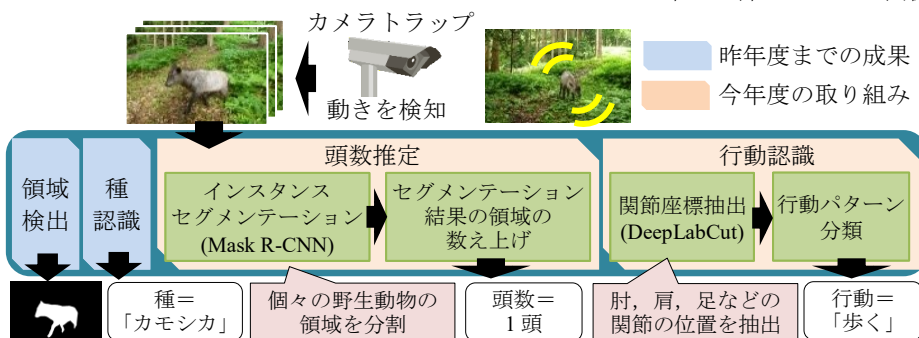 カメラトラップ
動きを検知
昨年度までの成果
今年度の取り組み
領域
検出
種
認識
頭数推定
インスタンス
セグメンテーション
(Mask R-CNN)
セグメンテーション
結果の領域の
数え上げ
行動認識
関節座標抽出
(DeepLabCut)
行動パターン
分類
種＝
「カモシカ」
個々の野生動物の
領域を分割
頭数＝
1頭
肘，肩，足などの
関節の位置を抽出
行動＝
「歩く」